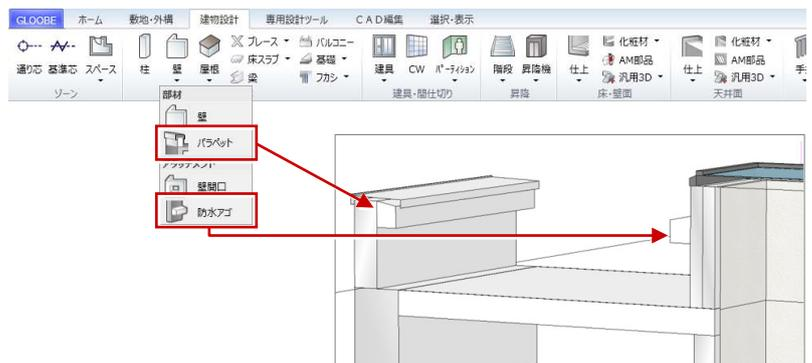 GLOOBE ホーム 敷地・外構 建物設計 専用設計ツール ＣＡＤ編集 選択・表示
通り芯 基準芯 スペース 柱 壁 屋根 ブレース バルコニー 建具 CW パーティション 階段 昇降機 仕上 化粧材 仕上 化粧材
床スラブ 基礎 AM部品 AM部品
梁 フカシ 汎用3D 汎用3D
ゾーン 建具・間仕切り 昇降 床・壁面 天井面
部材
壁
パラペット
アタッチメント
壁開口
防水アゴ